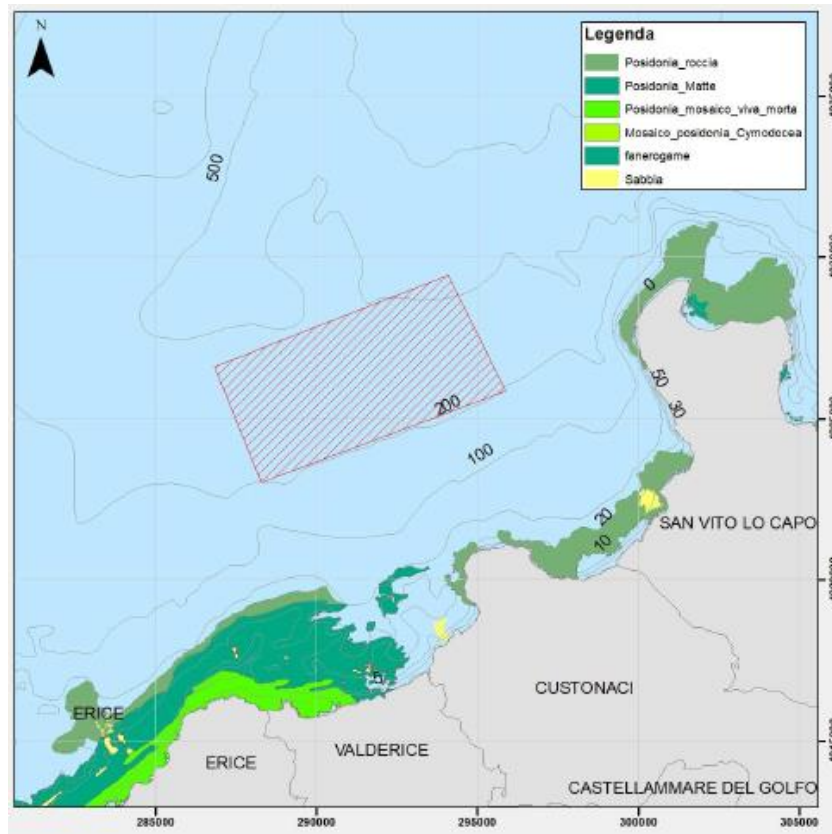 N
Legenda
Posidonia_roccia
Posidonia_Matte
Posidonia_mosaico_viva_morta
Mosaico_posidonia_Cymodocea
fanerogame
Sabbia
500
0
50
30
200
100
20
10
SAN VITO LO CAPO
5
CUSTONACI
ERICE
ERICE
VALDERICE
CASTELLAMMARE DEL GOLFO
285000
290000
295000
300000
305000